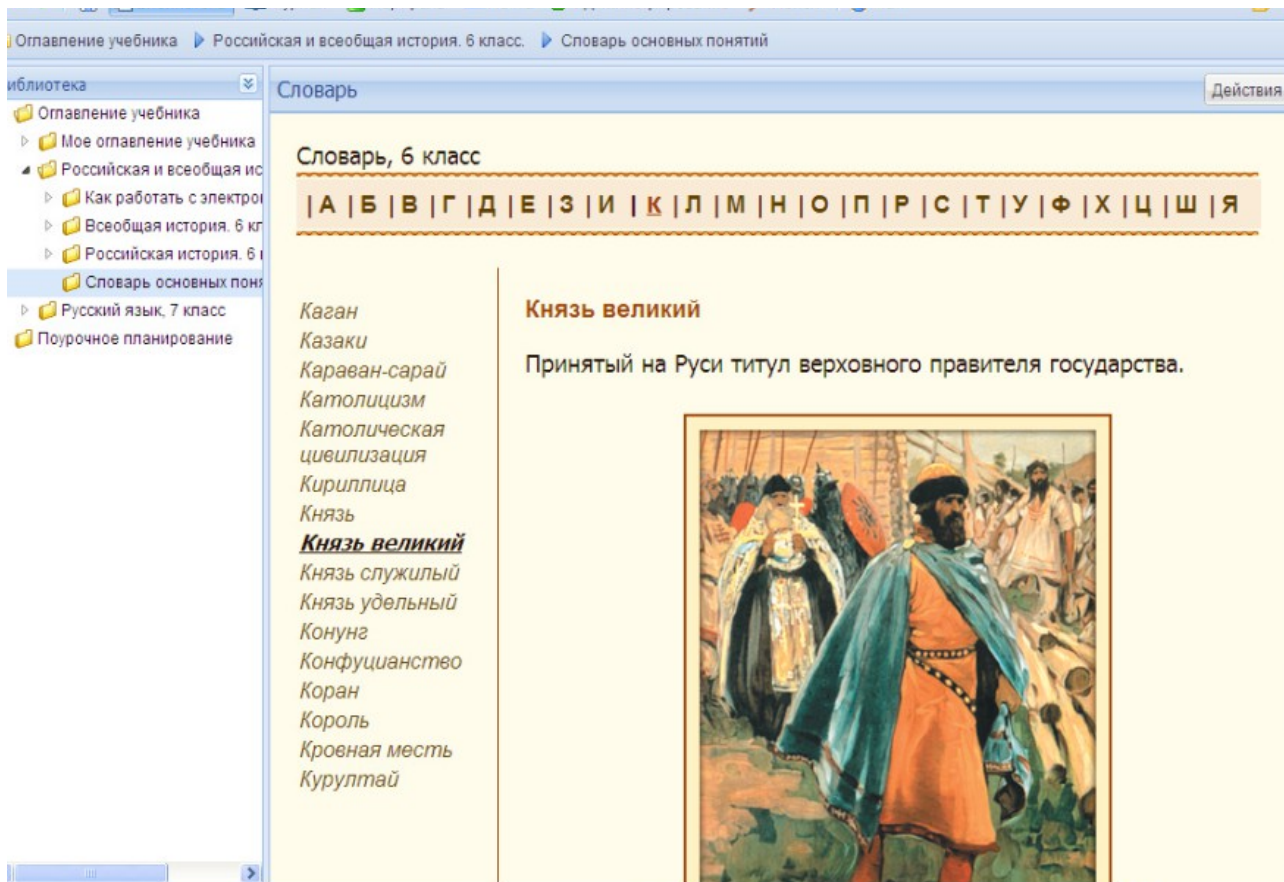 Оглавление учебника Российская и всеобщая история. 6 класс. Словарь основных понятий
иблиотека
Оглавление учебника
Мое оглавление учебника
Российская и всеобщая ис
Как работать с электрон
Всеобщая история. 6 кл
Российская история. 6
Словарь основных поня
Русский язык, 7 класс
Поурочное планирование
Словарь
Действия
Словарь, 6 класс
|А |Б |В |Г |Д |Е |З |И |К |Л |М |Н |О |П |Р |С |Т |У |Ф |Х |Ц |Ш |Я
Каган
Казаки
Караван-сарай
Католицизм
Католическая
цивилизация
Кириллица
Князь
Князь великий
Князь служилый
Князь удельный
Конунг
Конфуцианство
Коран
Король
Кровная месть
Курултай
Князь великий
Принятый на Руси титул верховного правителя государства.